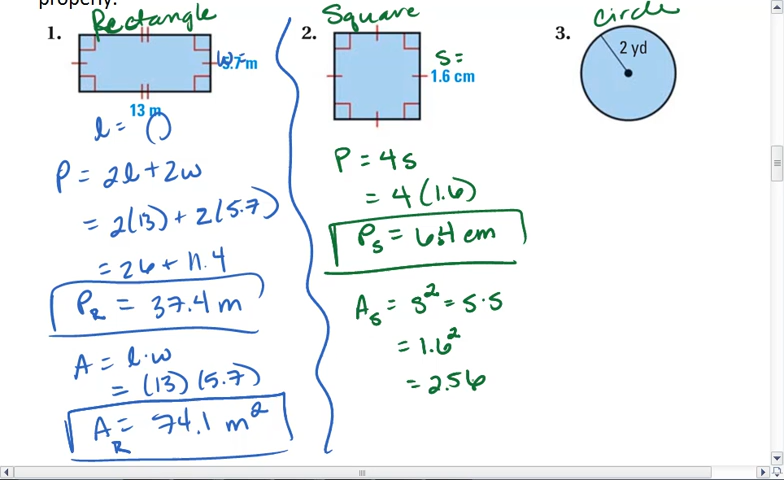 property.
1. Rectangle
w = 5.7 m
13 m
l = ()
P = 2l + 2w
= 2(13) + 2(5.7)
= 26 + 11.4
P_R = 37.4 m
A = l·w
= (13)(5.7)
A_R = 74.1 m²
2. Square
s =
1.6 cm
P = 4s
= 4(1.6)
P_s = 6.4 cm
A_s = s² = s·s
= 1.6²
= 2.56
3. circle
2 yd